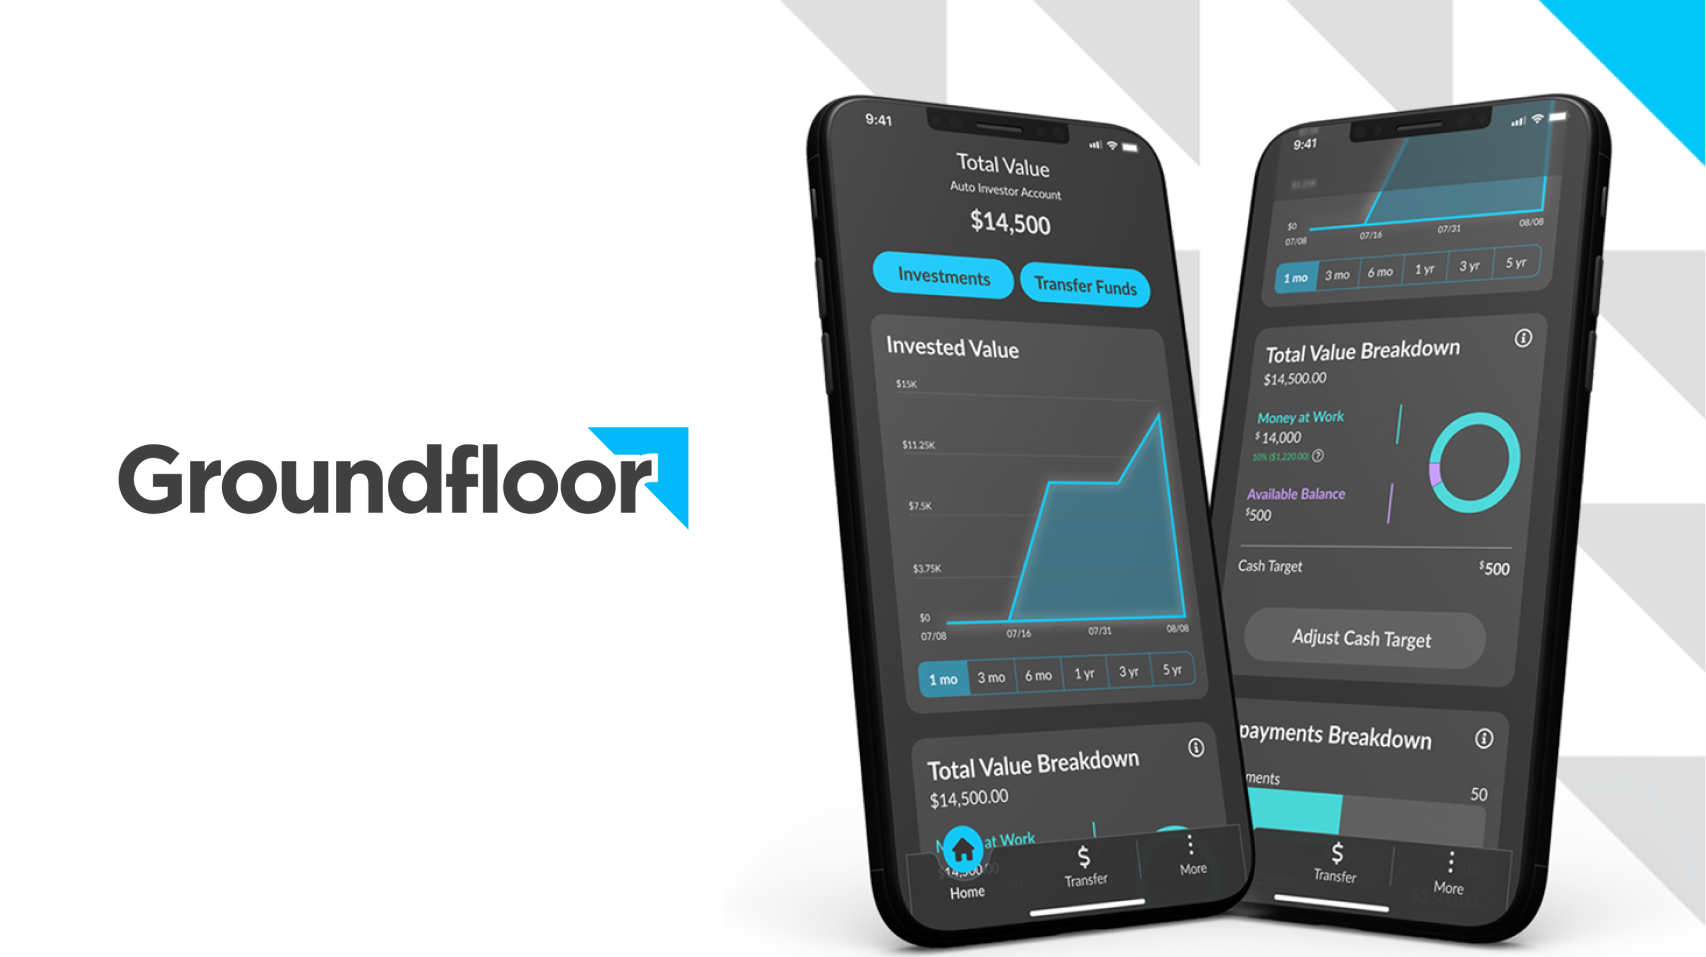 Groundfloor
9:41
Total Value
Auto Investor Account
$14,500
Investments
Transfer Funds
Invested Value
$15K
$11.25K
$7.5K
$3.75K
$0
07/08
07/16
07/31
08/08
1 mo
3 mo
6 mo
1 yr
3 yr
5 yr
Total Value Breakdown
$14,500.00
at Work
Home
Transfer
More
9:41
$0
07/08
07/16
07/31
08/08
1 mo
3 mo
6 mo
1 yr
3 yr
5 yr
Total Value Breakdown
$14,500.00
Money at Work
$14,000
10% ($1,220.00)
Available Balance
$500
Cash Target
$500
Adjust Cash Target
payments Breakdown
ments
50
Transfer
More